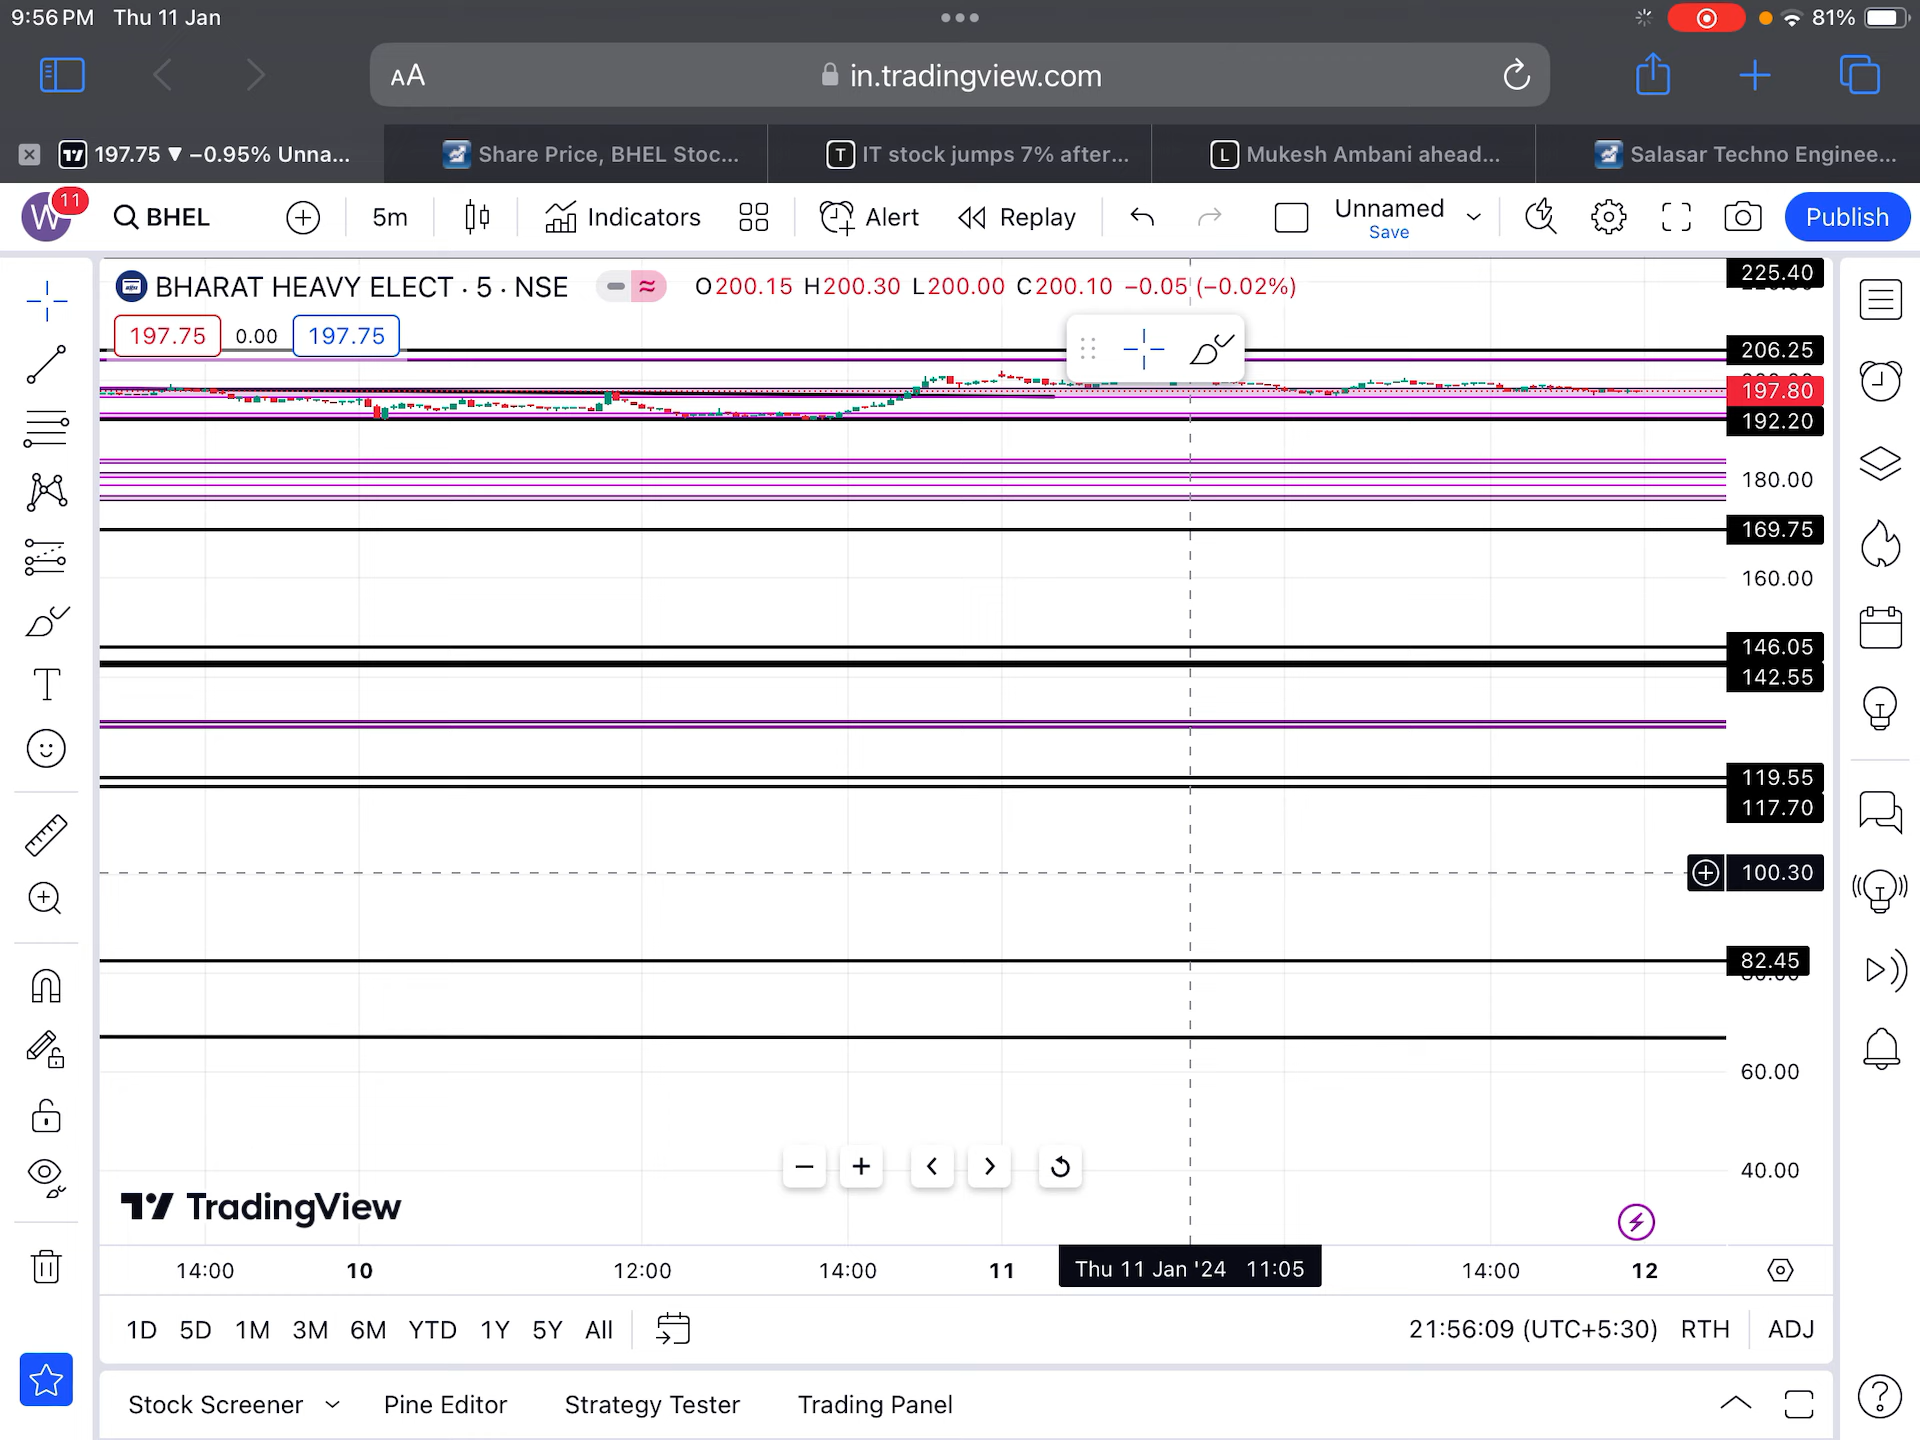 9:56 PM Thu 11 Jan
81%
AA
in.tradingview.com
197.75 ▼ −0.95% Unna...
Share Price, BHEL Stoc...
T IT stock jumps 7% after...
L Mukesh Ambani ahead...
Salasar Techno Enginee...
W 11
BHEL
5m
Indicators
Alert
Replay
Unnamed
Save
Publish
BHARAT HEAVY ELECT · 5 · NSE
O200.15 H200.30 L200.00 C200.10 −0.05 (−0.02%)
197.75 0.00 197.75
225.40
206.25
197.80
192.20
180.00
169.75
160.00
146.05
142.55
119.55
117.70
100.30
82.45
60.00
40.00
TradingView
14:00 10 12:00 14:00 11 Thu 11 Jan '24 11:05 14:00 12
1D 5D 1M 3M 6M YTD 1Y 5Y All
21:56:09 (UTC+5:30) RTH ADJ
Stock Screener Pine Editor Strategy Tester Trading Panel